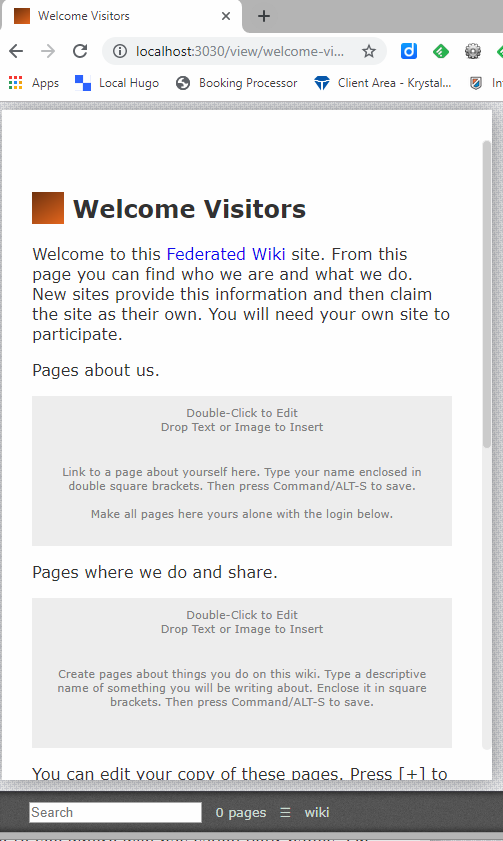 Welcome Visitors
localhost:3030/view/welcome-vi...
Apps Local Hugo Booking Processor Client Area - Krystal...
Welcome Visitors
Welcome to this Federated Wiki site. From this
page you can find who we are and what we do.
New sites provide this information and then claim
the site as their own. You will need your own site to
participate.
Pages about us.
Double-Click to Edit
Drop Text or Image to Insert
Link to a page about yourself here. Type your name enclosed in
double square brackets. Then press Command/ALT-S to save.
Make all pages here yours alone with the login below.
Pages where we do and share.
Double-Click to Edit
Drop Text or Image to Insert
Create pages about things you do on this wiki. Type a descriptive
name of something you will be writing about. Enclose it in square
brackets. Then press Command/ALT-S to save.
You can edit your copy of these pages. Press [+] to
Search 0 pages ☰ wiki